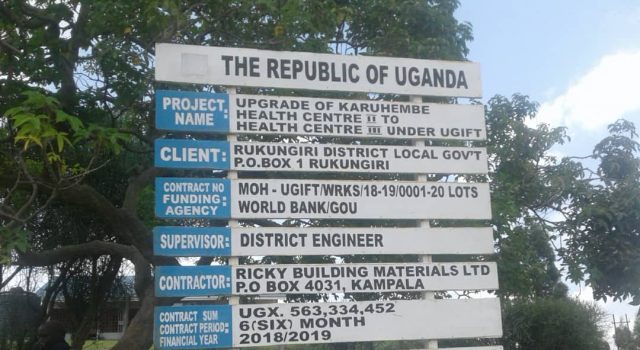 THE REPUBLIC OF UGANDA
PROJECT NAME: UPGRADE OF KARUHEMBE
HEALTH CENTRE II TO
HEALTH CENTRE III UNDER UGIFT
CLIENT: RUKUNGIRI DISTRICT LOCAL GOV'T
P.O.BOX 1 RUKUNGIRI
CONTRACT NO : MOH - UGIFT/WRKS/18-19/0001-20 LOTS
FUNDING AGENCY : WORLD BANK/GOU
SUPERVISOR: DISTRICT ENGINEER
CONTRACTOR: RICKY BUILDING MATERIALS LTD
P.O BOX 4031, KAMPALA
CONTRACT SUM : UGX, 563,334,452
CONTRACT PERIOD: 6(SIX) MONTH
FINANCIAL YEAR : 2018/2019